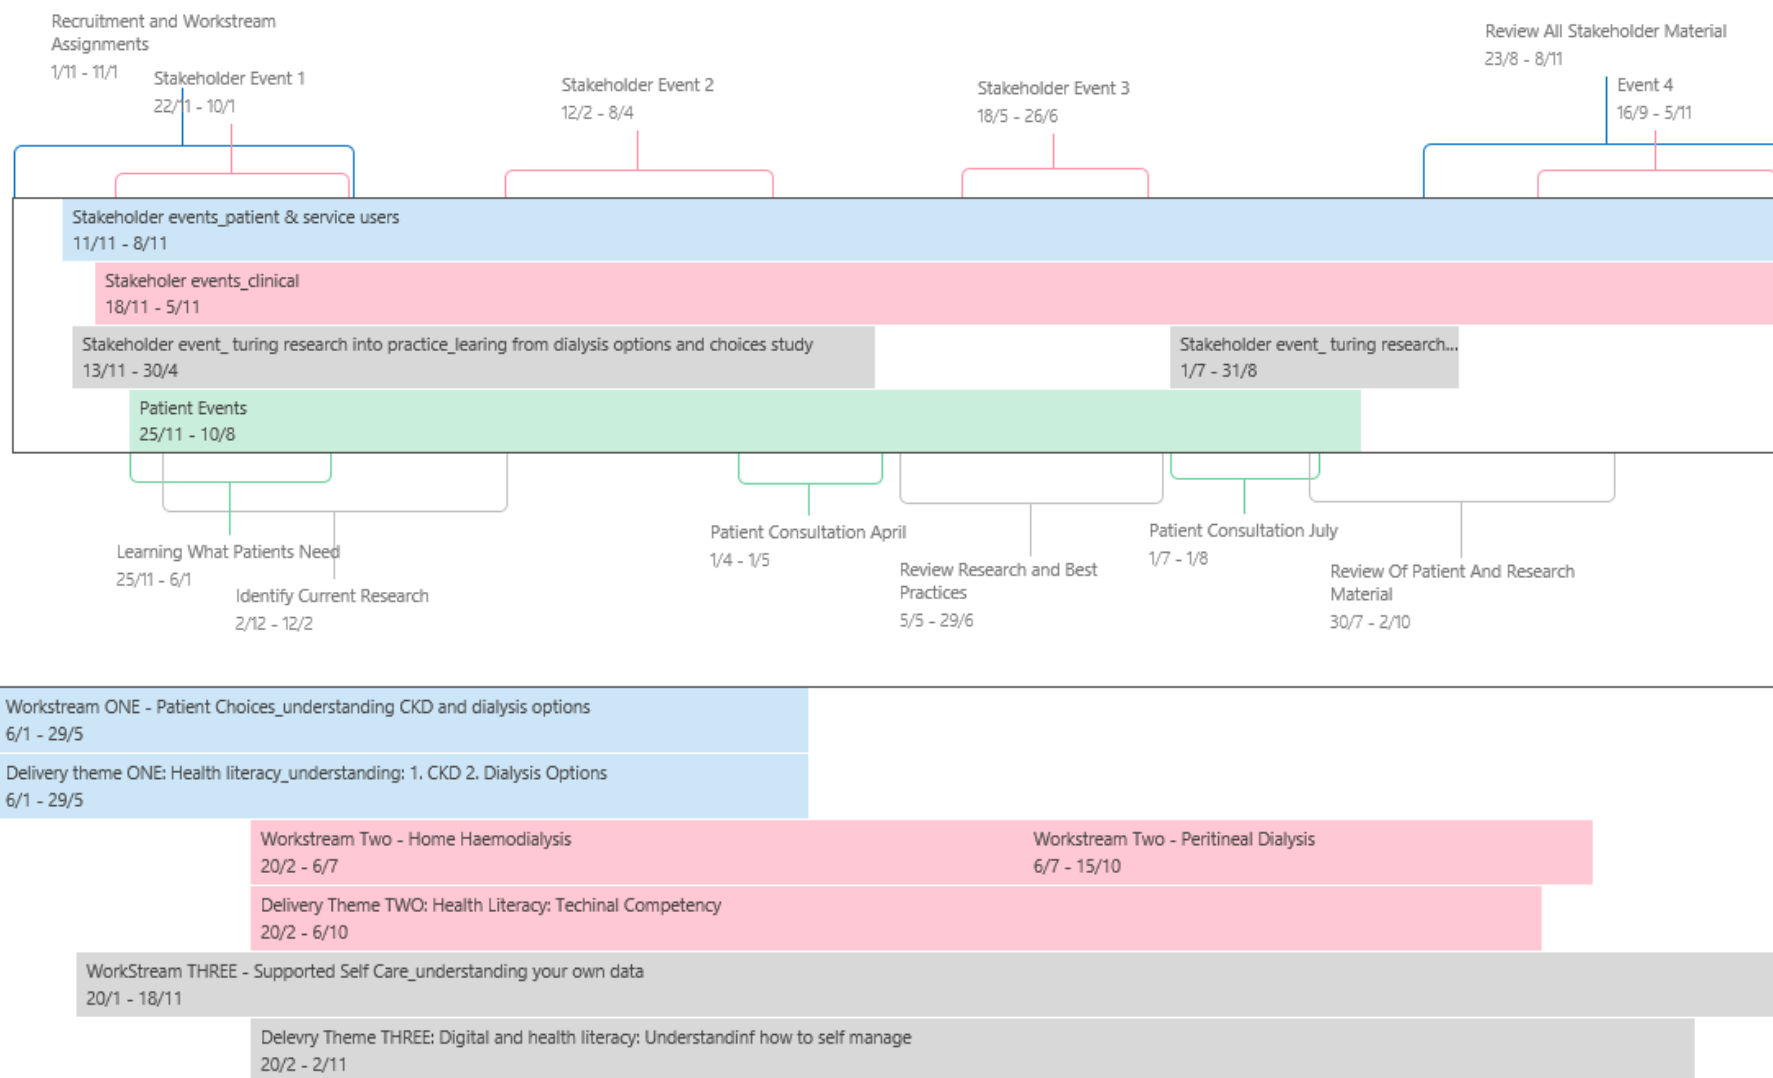 Recruitment and Workstream
Assignments
1/11 - 11/1
Stakeholder Event 1
22/11 - 10/1
Stakeholder Event 2
12/2 - 8/4
Stakeholder Event 3
18/5 - 26/6
Review All Stakeholder Material
23/8 - 8/11
Event 4
16/9 - 5/11
Stakeholder events_patient & service users
11/11 - 8/11
Stakeholer events_clinical
18/11 - 5/11
Stakeholder event_ turing research into practice_learing from dialysis options and choices study
13/11 - 30/4
Stakeholder event_ turing research...
1/7 - 31/8
Patient Events
25/11 - 10/8
Learning What Patients Need
25/11 - 6/1
Identify Current Research
2/12 - 12/2
Patient Consultation April
1/4 - 1/5
Review Research and Best
Practices
5/5 - 29/6
Patient Consultation July
1/7 - 1/8
Review Of Patient And Research
Material
30/7 - 2/10
Workstream ONE - Patient Choices_understanding CKD and dialysis options
6/1 - 29/5
Delivery theme ONE: Health literacy_understanding: 1. CKD 2. Dialysis Options
6/1 - 29/5
Workstream Two - Home Haemodialysis
20/2 - 6/7
Workstream Two - Peritineal Dialysis
6/7 - 15/10
Delivery Theme TWO: Health Literacy: Techinal Competency
20/2 - 6/10
WorkStream THREE - Supported Self Care_understanding your own data
20/1 - 18/11
Delevry Theme THREE: Digital and health literacy: Understandinf how to self manage
20/2 - 2/11